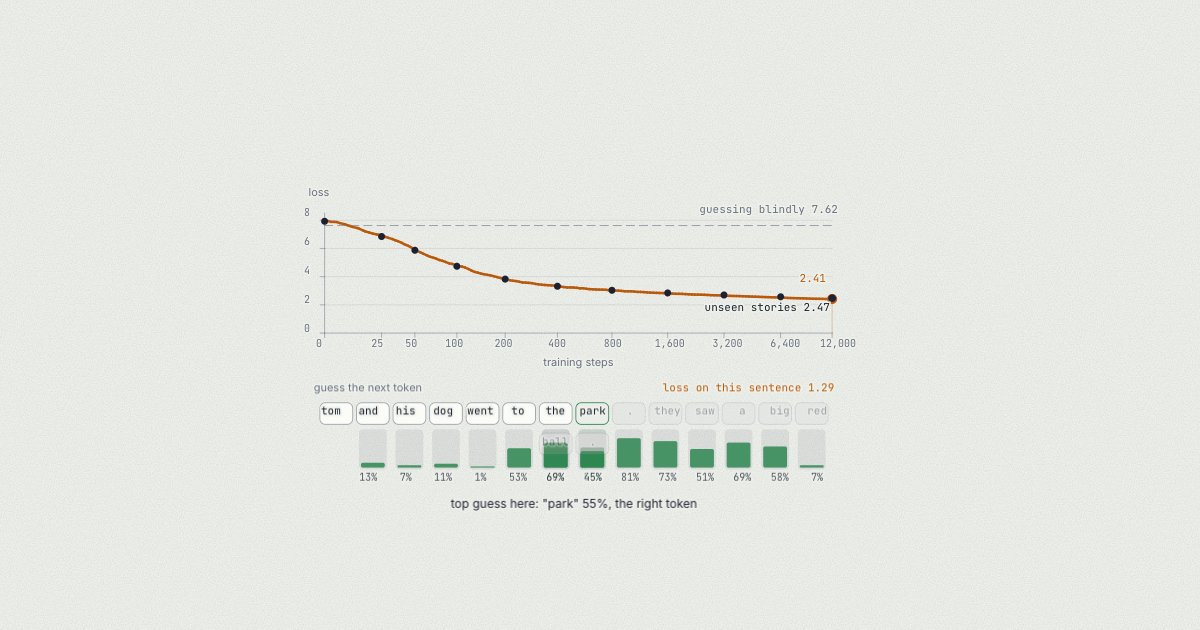 loss
guessing blindly 7.62
8
6
4
2
0
2.41
unseen stories 2.47
0 25 50 100 200 400 800 1,600 3,200 6,400 12,000
training steps
guess the next token
loss on this sentence 1.29
tom and his dog went to the park . they saw a big red
ball .
13% 7% 11% 1% 53% 69% 45% 81% 73% 51% 69% 58% 7%
top guess here: "park" 55%, the right token